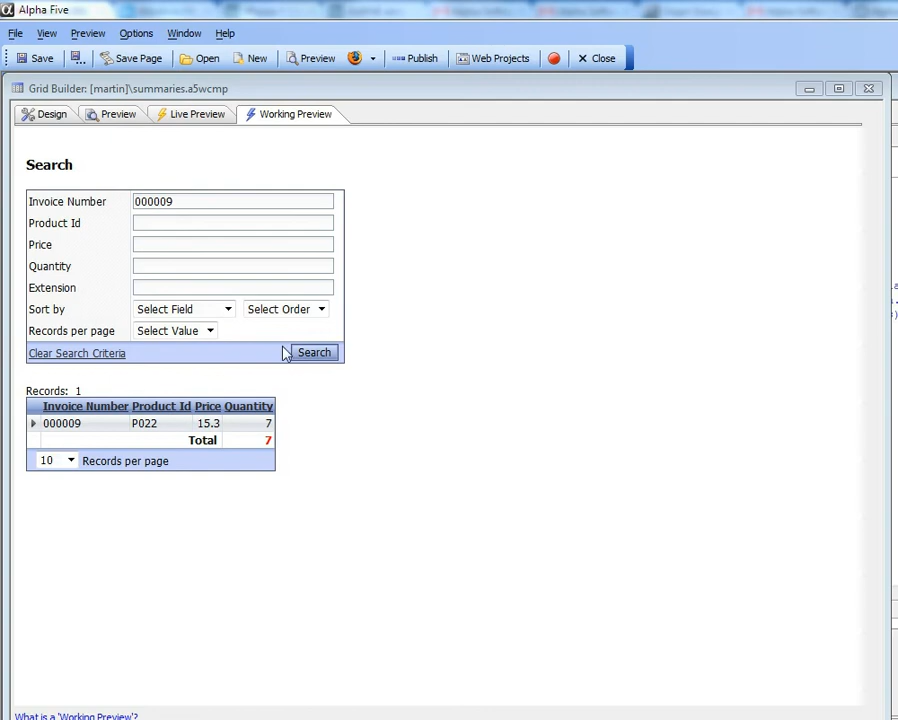 Alpha Five
File View Preview Options Window Help
Save Save Page Open New Preview Publish Web Projects Close
Grid Builder: [martin]\summaries.a5wcmp
Design Preview Live Preview Working Preview
Search
Invoice Number 000009
Product Id
Price
Quantity
Extension
Sort by Select Field Select Order
Records per page Select Value
Clear Search Criteria Search
Records: 1
Invoice Number Product Id Price Quantity
000009 P022 15.3 7
Total 7
10 Records per page
What is a 'Working Preview'?